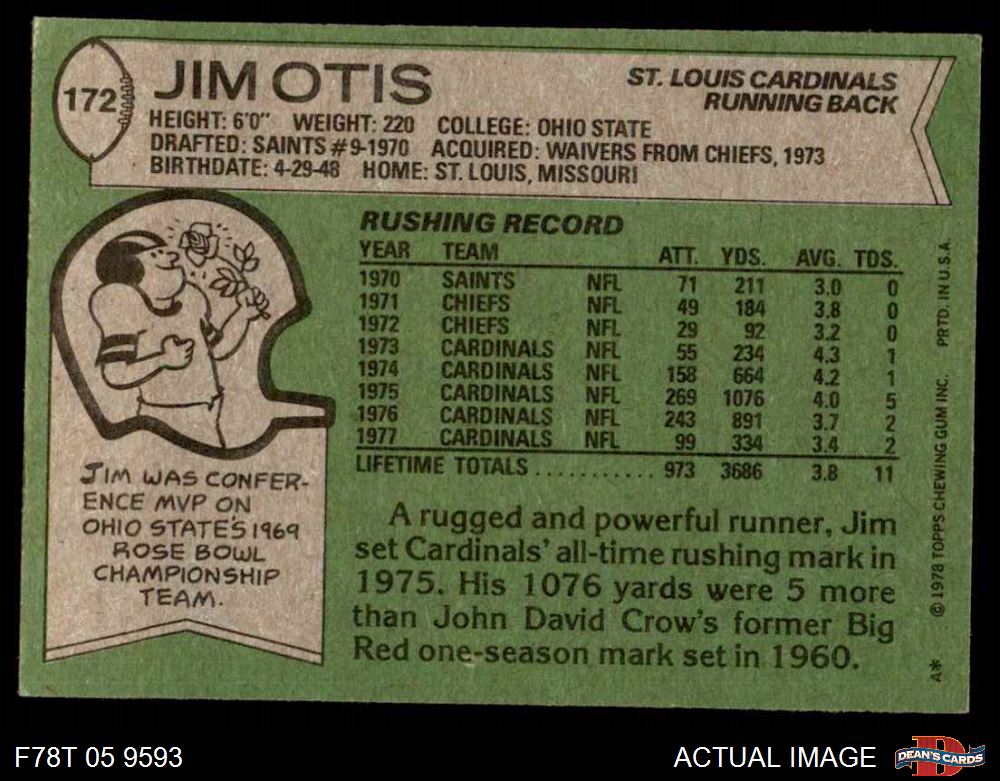 172
JIM OTIS
ST. LOUIS CARDINALS
RUNNING BACK
HEIGHT: 6'0" WEIGHT: 220 COLLEGE: OHIO STATE
DRAFTED: SAINTS #9-1970 ACQUIRED: WAIVERS FROM CHIEFS, 1973
BIRTHDATE: 4-29-48 HOME: ST. LOUIS, MISSOURI
RUSHING RECORD
YEAR TEAM ATT. YDS. AVG. TDS.
1970 SAINTS NFL 71 211 3.0 0
1971 CHIEFS NFL 49 184 3.8 0
1972 CHIEFS NFL 29 92 3.2 0
1973 CARDINALS NFL 55 234 4.3 1
1974 CARDINALS NFL 158 664 4.2 1
1975 CARDINALS NFL 269 1076 4.0 5
1976 CARDINALS NFL 243 891 3.7 2
1977 CARDINALS NFL 99 334 3.4 2
LIFETIME TOTALS ........... 973 3686 3.8 11
JIM WAS CONFER-
ENCE MVP ON
OHIO STATE'S 1969
ROSE BOWL
CHAMPIONSHIP
TEAM.
A rugged and powerful runner, Jim
set Cardinals' all-time rushing mark in
1975. His 1076 yards were 5 more
than John David Crow's former Big
Red one-season mark set in 1960.
A* © 1978 TOPPS CHEWING GUM INC. PRTD. IN U.S.A.
F78T 05 9593
ACTUAL IMAGE
D
DEAN'S CARDS